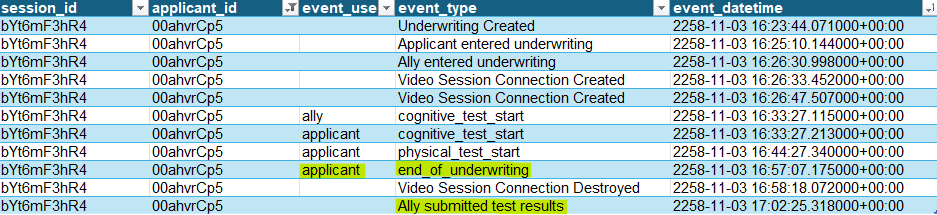 session_id applicant_id event_use event_type event_datetime
bYt6mF3hR4 00ahvrCp5 Underwriting Created 2258-11-03 16:23:44.071000+00:00
bYt6mF3hR4 00ahvrCp5 Applicant entered underwriting 2258-11-03 16:25:10.144000+00:00
bYt6mF3hR4 00ahvrCp5 Ally entered underwriting 2258-11-03 16:26:30.998000+00:00
bYt6mF3hR4 00ahvrCp5 Video Session Connection Created 2258-11-03 16:26:33.452000+00:00
bYt6mF3hR4 00ahvrCp5 Video Session Connection Created 2258-11-03 16:26:47.507000+00:00
bYt6mF3hR4 00ahvrCp5 ally cognitive_test_start 2258-11-03 16:33:27.115000+00:00
bYt6mF3hR4 00ahvrCp5 applicant cognitive_test_start 2258-11-03 16:33:27.213000+00:00
bYt6mF3hR4 00ahvrCp5 applicant physical_test_start 2258-11-03 16:44:27.340000+00:00
bYt6mF3hR4 00ahvrCp5 applicant end_of_underwriting 2258-11-03 16:57:07.175000+00:00
bYt6mF3hR4 00ahvrCp5 Video Session Connection Destroyed 2258-11-03 16:58:18.072000+00:00
bYt6mF3hR4 00ahvrCp5 Ally submitted test results 2258-11-03 17:02:25.318000+00:00